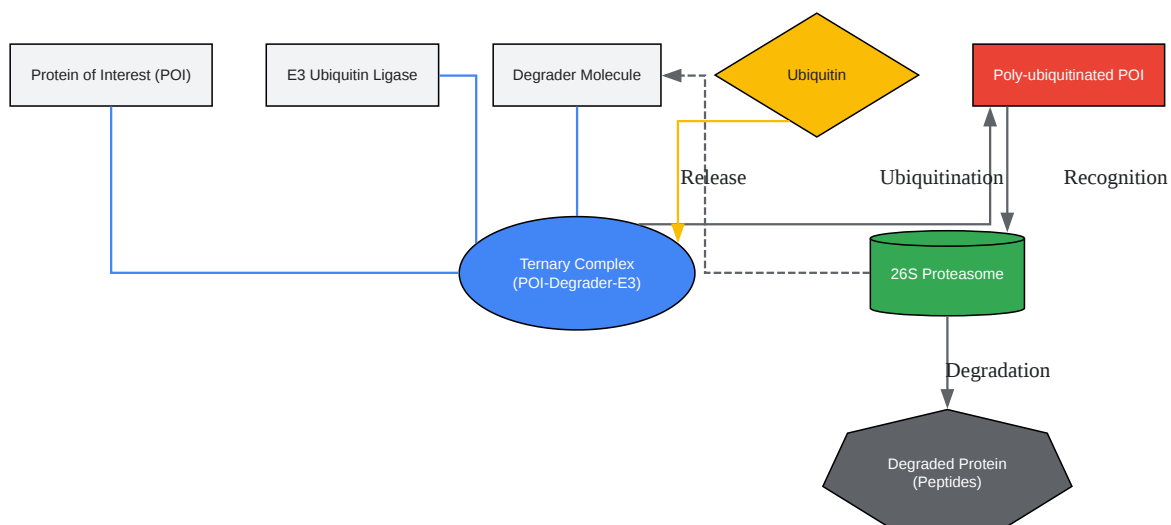 Protein of Interest (POI)
E3 Ubiquitin Ligase
Degrader Molecule
Ubiquitin
Poly-ubiquitinated POI
Release
Ubiquitination
Recognition
Ternary Complex
(POI-Degrader-E3)
26S Proteasome
Degradation
Degraded Protein
(Peptides)